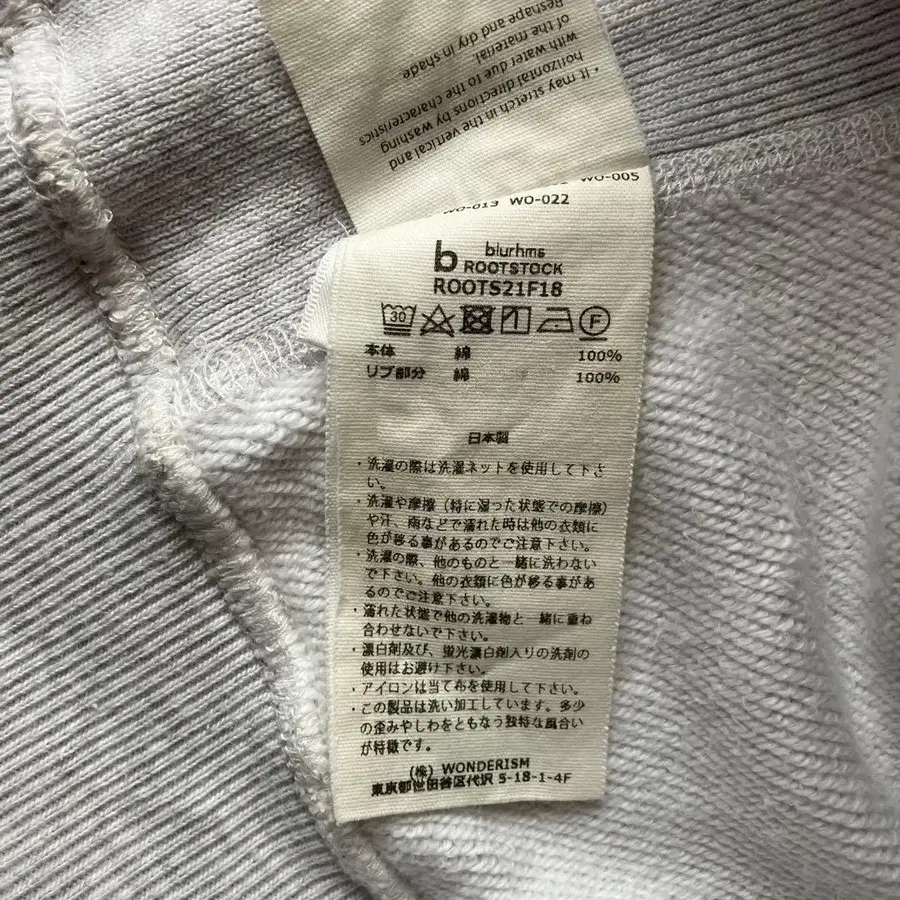 • It may stretch in the vertical and
horizontal directions by washing
with water due to the characteristics
of the material.
Reshape and dry in shade
WO-005
WO-013 WO-022
b blurhms
ROOTSTOCK
ROOTS21F18
30 F
本体 綿 100%
リブ部分 綿 100%
日本製
・洗濯の際は洗濯ネットを使用して下さ
い。
・洗濯や摩擦（特に湿った状態での摩擦）
や汗、雨などで濡れた時は他の衣類に
色が移る事があるのでご注意下さい。
・洗濯の際、他のものと一緒に洗わない
で下さい。他の衣類に色が移る事があ
るのでご注意下さい。
・濡れた状態で他の洗濯物と一緒に重ね
合わせないで下さい。
・漂白剤及び、蛍光漂白剤入りの洗剤の
使用はお避け下さい。
・アイロンは当て布を使用して下さい。
・この製品は洗い加工しています。多少
の歪みやしわをともなう独特な風合い
が特徴です。
(株) WONDERISM
東京都世田谷区代沢 5-18-1-4F